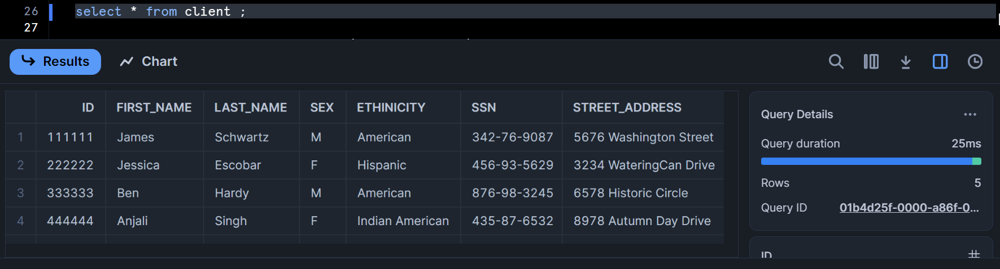 26 select * from client ;
27
Results Chart
ID FIRST_NAME LAST_NAME SEX ETHINICITY SSN STREET_ADDRESS
1 111111 James Schwartz M American 342-76-9087 5676 Washington Street
2 222222 Jessica Escobar F Hispanic 456-93-5629 3234 WateringCan Drive
3 333333 Ben Hardy M American 876-98-3245 6578 Historic Circle
4 444444 Anjali Singh F Indian American 435-87-6532 8978 Autumn Day Drive
Query Details ...
Query duration 25ms
Rows 5
Query ID 01b4d25f-0000-a86f-0...
ID #